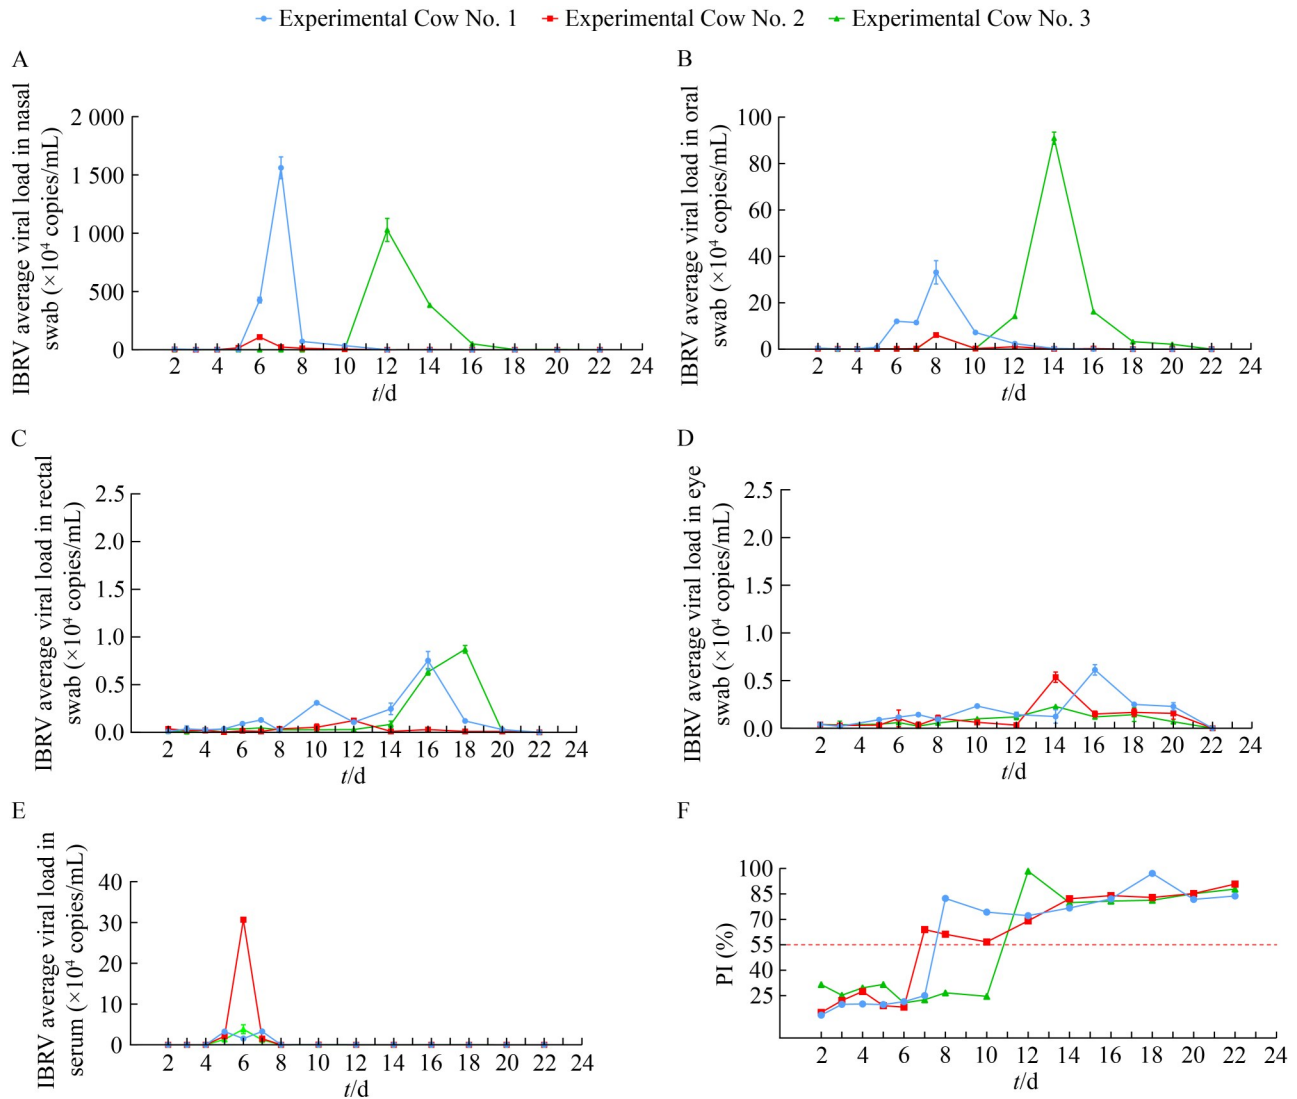 Experimental Cow No. 1 Experimental Cow No. 2 Experimental Cow No. 3
A
IBRV average viral load in nasal
swab (×10⁴ copies/mL)
2 000
1 500
1 000
500
0
2 4 6 8 10 12 14 16 18 20 22 24
t/d
B
IBRV average viral load in oral
swab (×10⁴ copies/mL)
100
80
60
40
20
0
2 4 6 8 10 12 14 16 18 20 22 24
t/d
C
IBRV average viral load in rectal
swab (×10⁴ copies/mL)
2.5
2.0
1.5
1.0
0.5
0.0
2 4 6 8 10 12 14 16 18 20 22 24
t/d
D
IBRV average viral load in eye
swab (×10⁴ copies/mL)
2.5
2.0
1.5
1.0
0.5
0.0
2 4 6 8 10 12 14 16 18 20 22 24
t/d
E
IBRV average viral load in
serum (×10⁴ copies/mL)
40
30
20
10
0
2 4 6 8 10 12 14 16 18 20 22 24
t/d
F
PI (%)
100
85
70
55
40
25
2 4 6 8 10 12 14 16 18 20 22 24
t/d